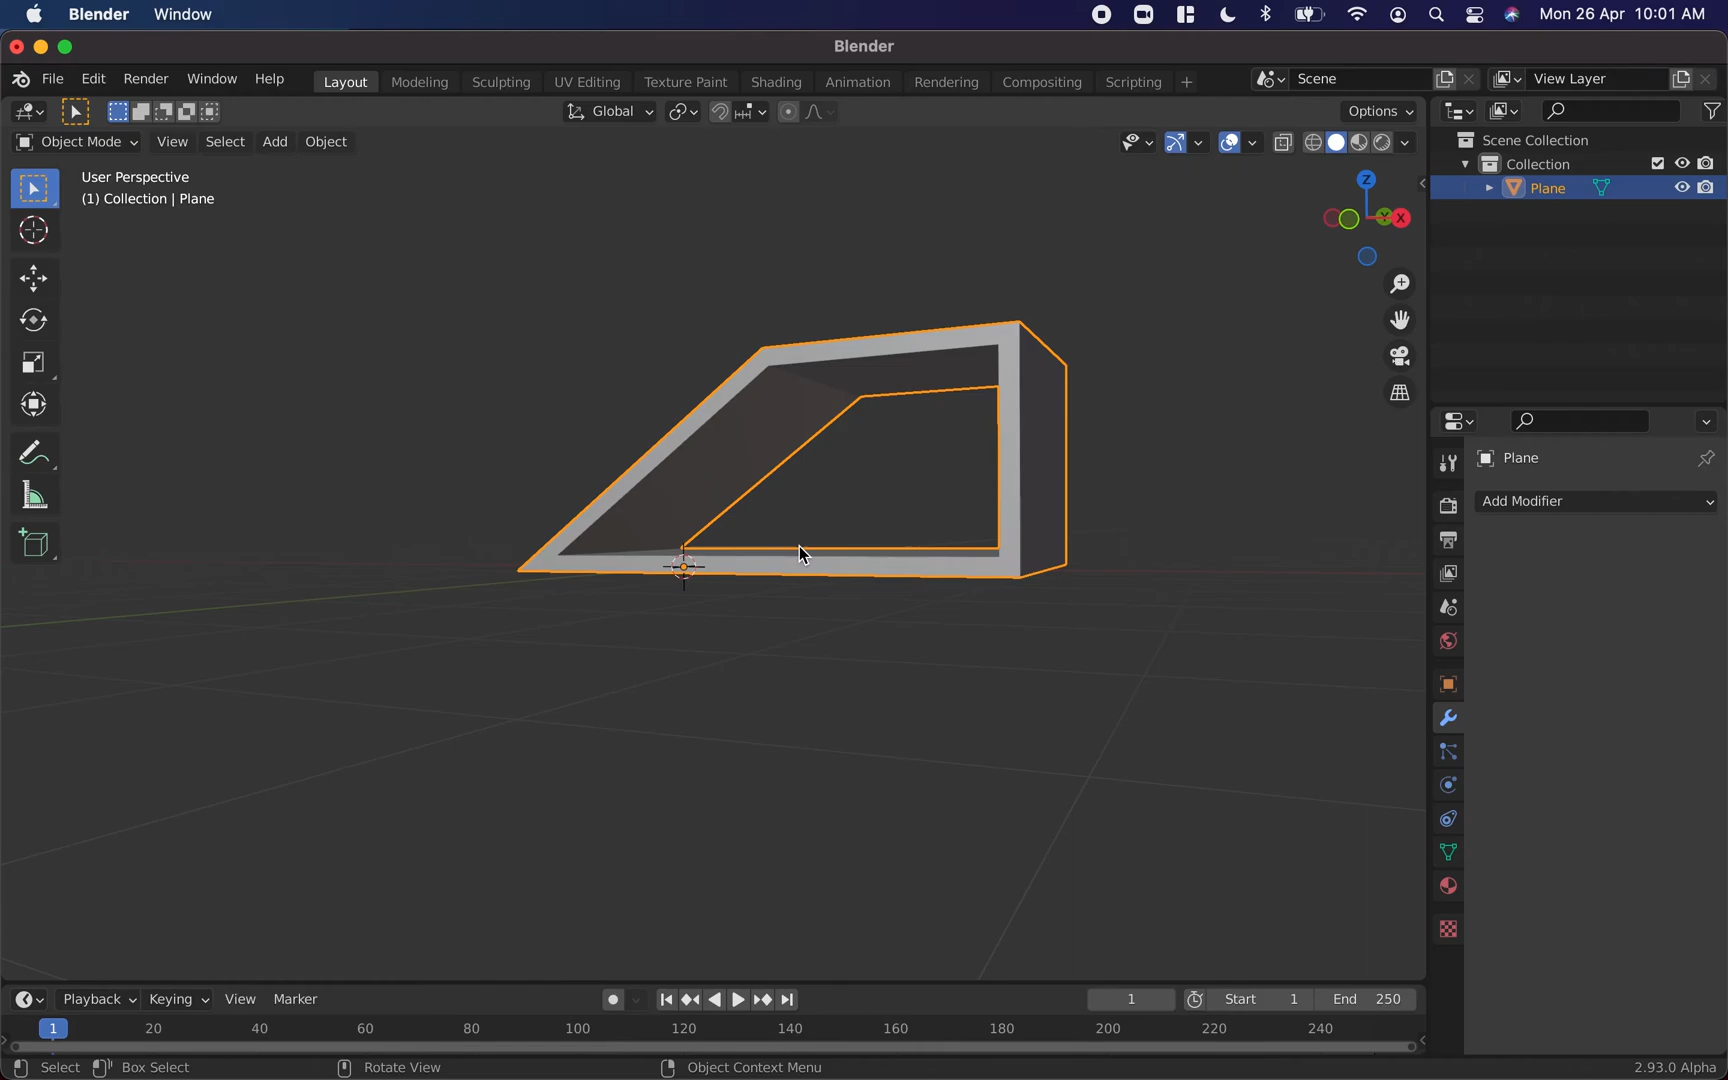 Blender Window Mon 26 Apr 10:01 AM
Blender
File Edit Render Window Help Layout Modeling Sculpting UV Editing Texture Paint Shading Animation Rendering Compositing Scripting + Scene View Layer
Global Options
Object Mode View Select Add Object
Scene Collection
Collection
Plane
User Perspective
(1) Collection | Plane
Z
Y
X
Plane
Add Modifier
Playback Keying View Marker 1 Start 1 End 250
1 20 40 60 80 100 120 140 160 180 200 220 240
Select Box Select Rotate View Object Context Menu 2.93.0 Alpha